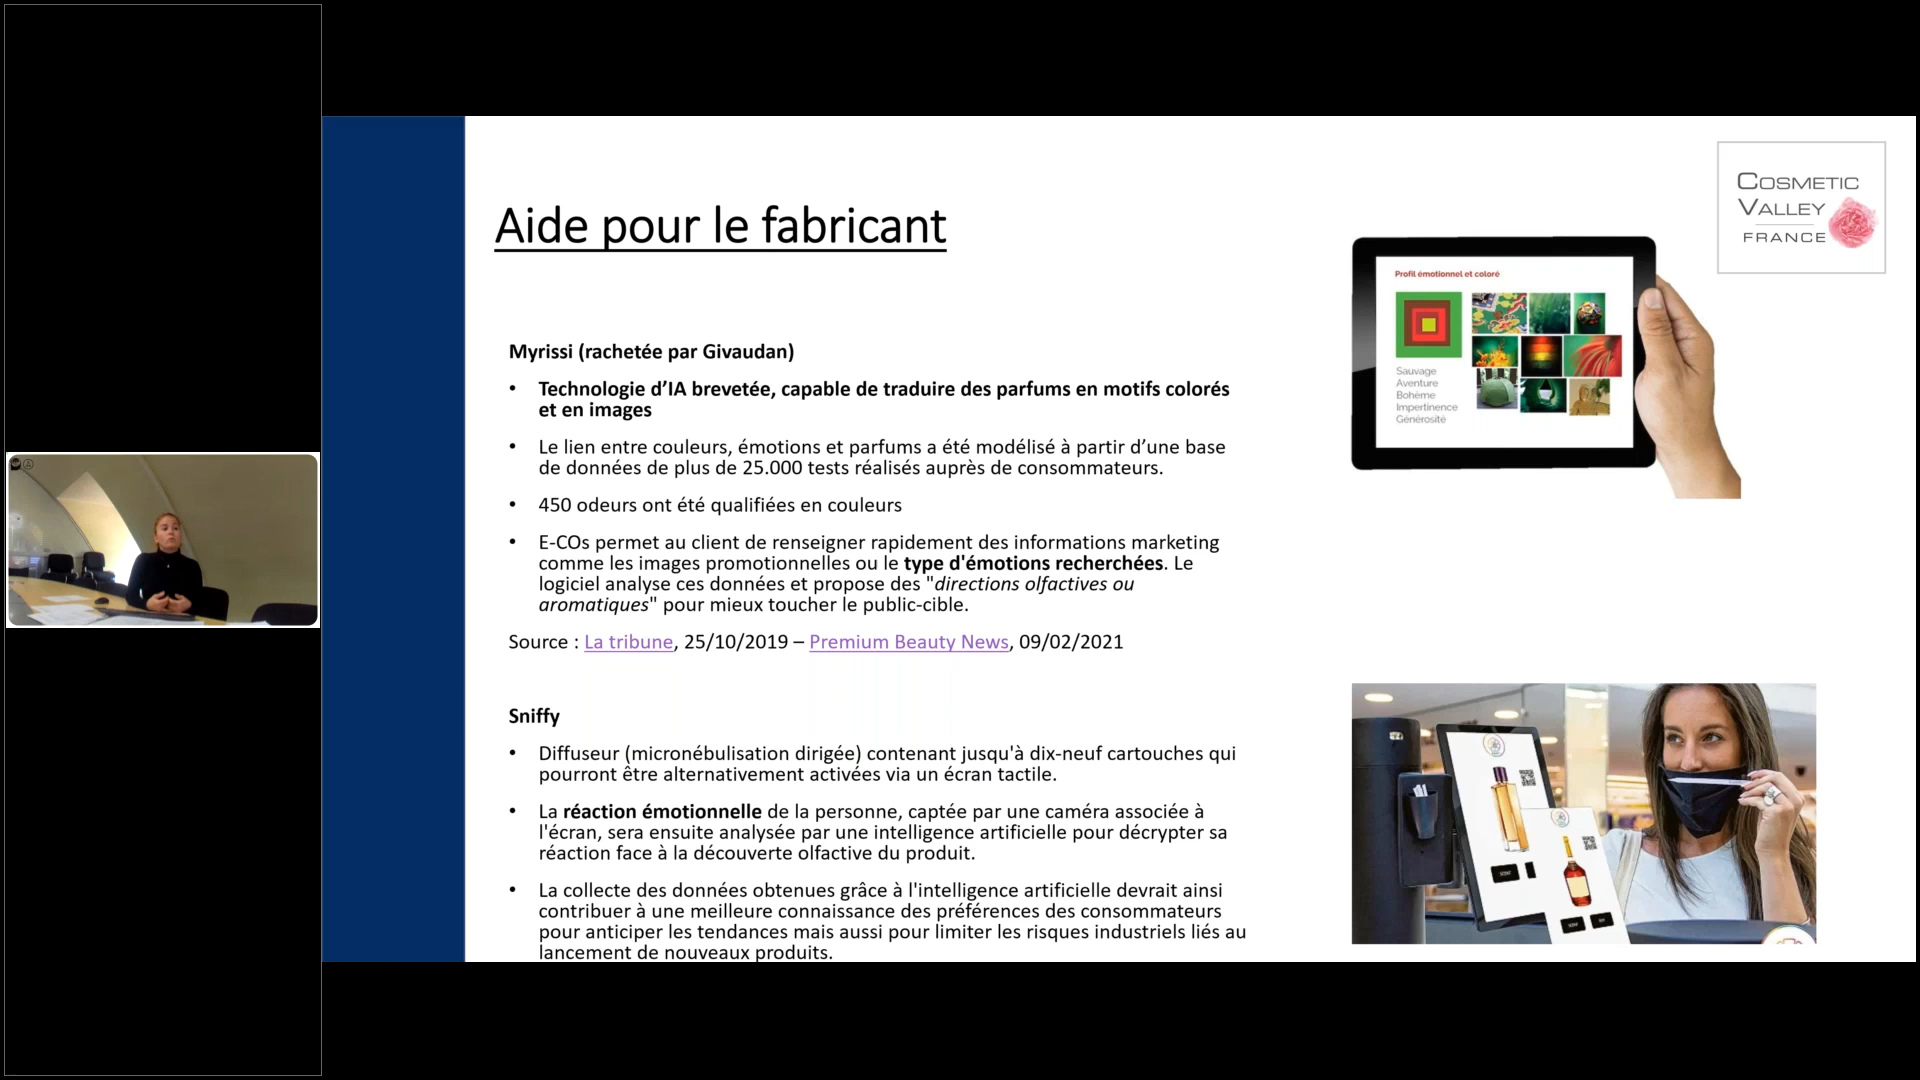 Aide pour le fabricant
COSMETIC
VALLEY
FRANCE
Profil émotionnel et coloré
Sauvage
Aventure
Bohème
Impertinence
Générosité
Myrissi (rachetée par Givaudan)
• Technologie d’IA brevetée, capable de traduire des parfums en motifs colorés
et en images
• Le lien entre couleurs, émotions et parfums a été modélisé à partir d’une base
de données de plus de 25.000 tests réalisés auprès de consommateurs.
• 450 odeurs ont été qualifiées en couleurs
• E-COs permet au client de renseigner rapidement des informations marketing
comme les images promotionnelles ou le type d'émotions recherchées. Le
logiciel analyse ces données et propose des "directions olfactives ou
aromatiques" pour mieux toucher le public-cible.
Source : La tribune, 25/10/2019 – Premium Beauty News, 09/02/2021
Sniffy
• Diffuseur (micronébulisation dirigée) contenant jusqu'à dix-neuf cartouches qui
pourront être alternativement activées via un écran tactile.
• La réaction émotionnelle de la personne, captée par une caméra associée à
l'écran, sera ensuite analysée par une intelligence artificielle pour décrypter sa
réaction face à la découverte olfactive du produit.
• La collecte des données obtenues grâce à l'intelligence artificielle devrait ainsi
contribuer à une meilleure connaissance des préférences des consommateurs
pour anticiper les tendances mais aussi pour limiter les risques industriels liés au
lancement de nouveaux produits.